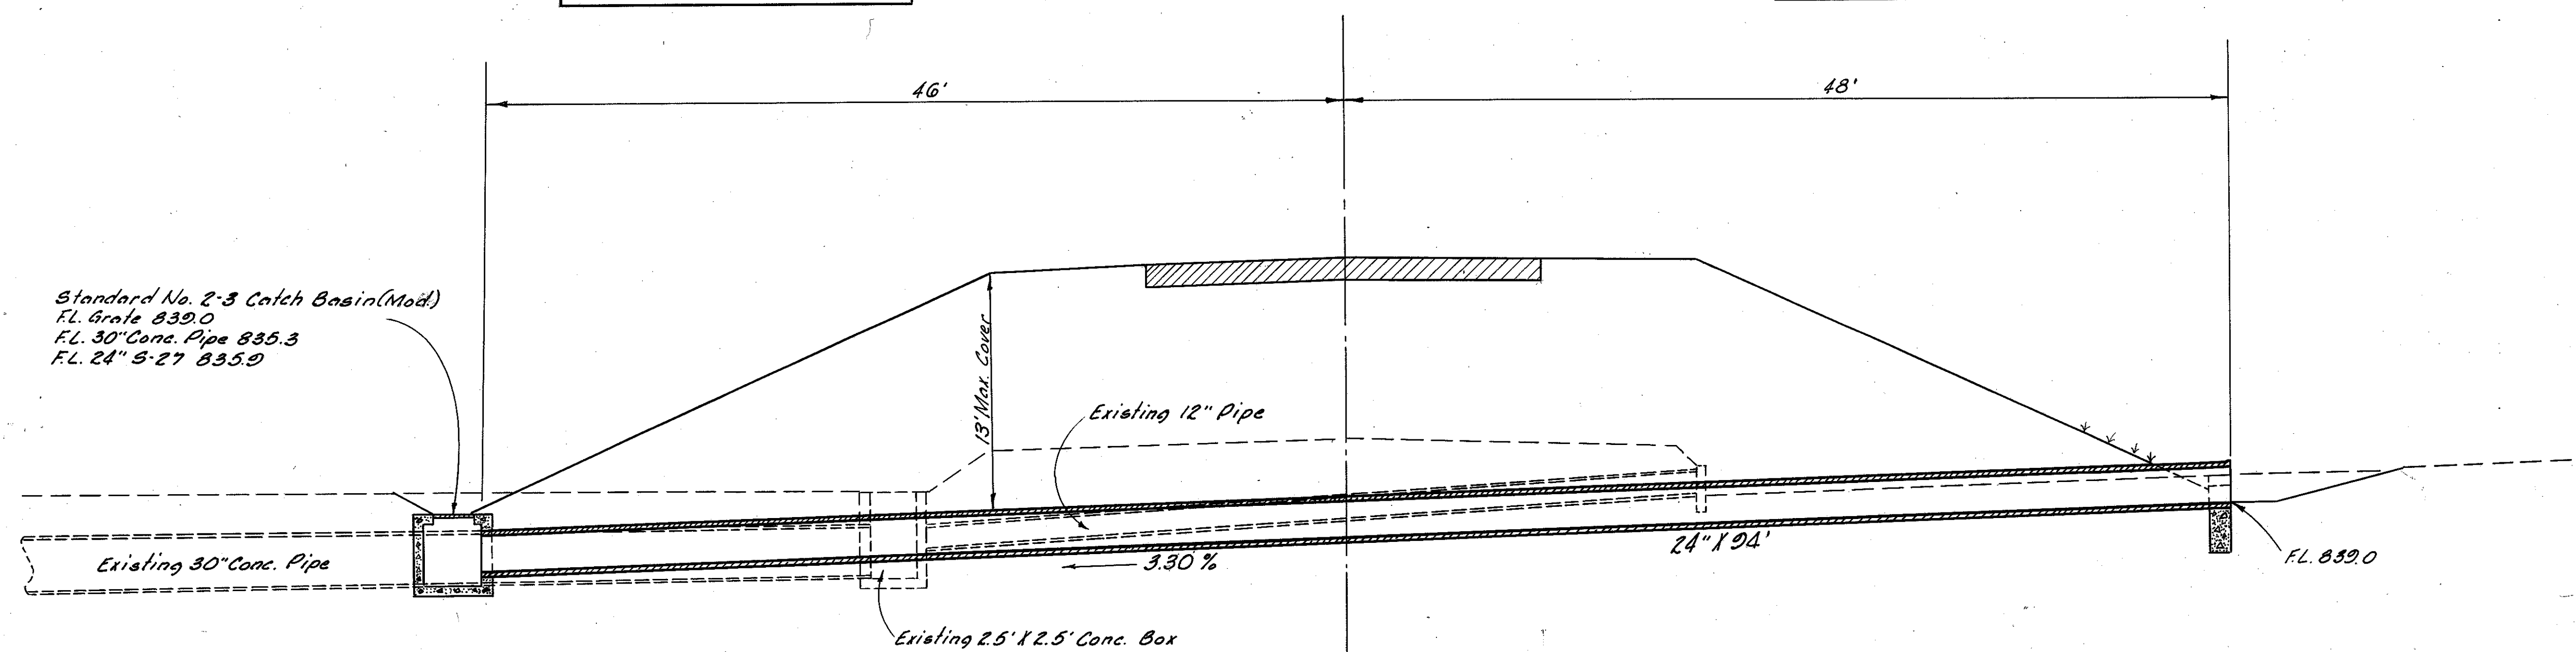 46'
48'
Standard No. 2-3 Catch Basin (Mod.)
F.L. Grate 839.0
F.L. 30" Conc. Pipe 835.3
F.L. 24" S-27 835.9
13' Max. Cover
Existing 12" Pipe
Existing 30" Conc. Pipe
3.30 %
24" X 94'
F.L. 839.0
Existing 2.5' X 2.5' Conc. Box